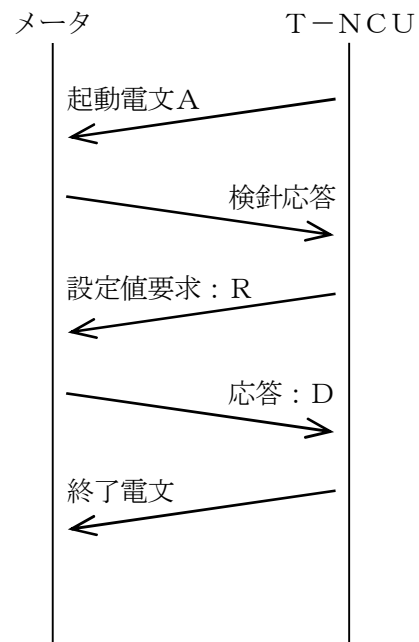 メータ
T－NCU
起動電文A
検針応答
設定値要求：R
応答：D
終了電文